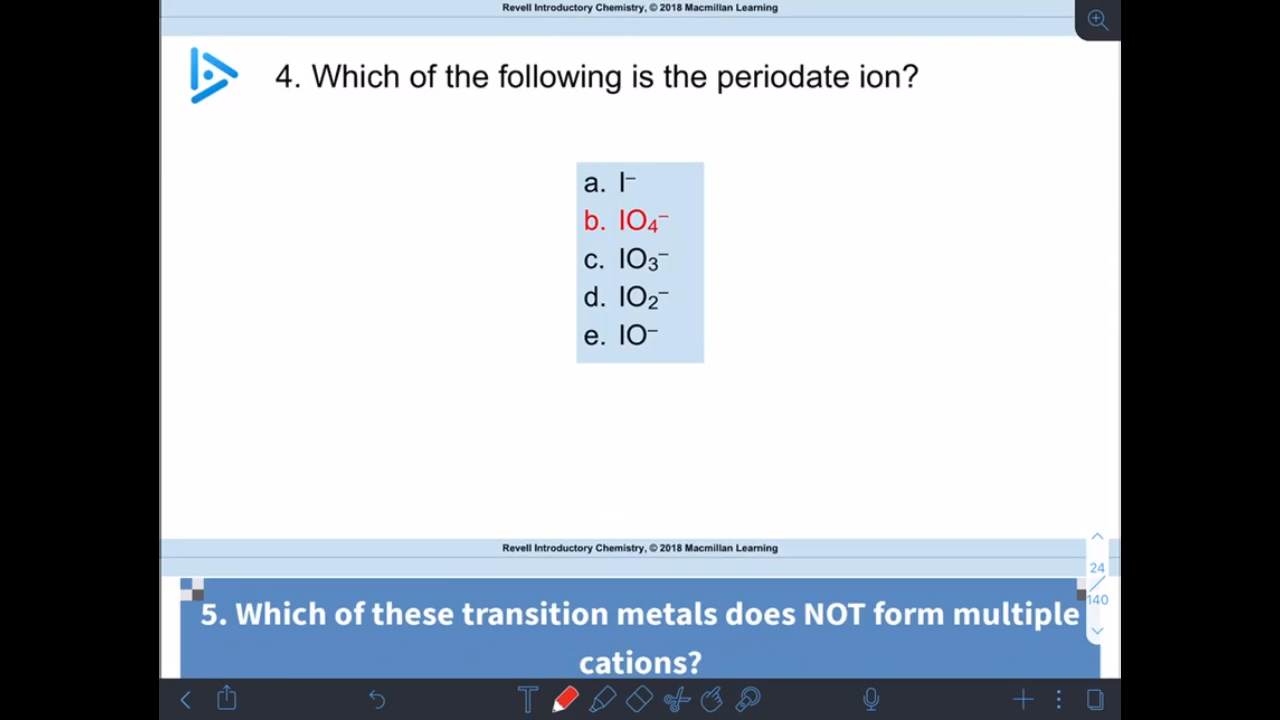 Revell Introductory Chemistry, © 2018 Macmillan Learning
4. Which of the following is the periodate ion?
a. I⁻
b. IO₄⁻
c. IO₃⁻
d. IO₂⁻
e. IO⁻
Revell Introductory Chemistry, © 2018 Macmillan Learning
24
140
5. Which of these transition metals does NOT form multiple
cations?